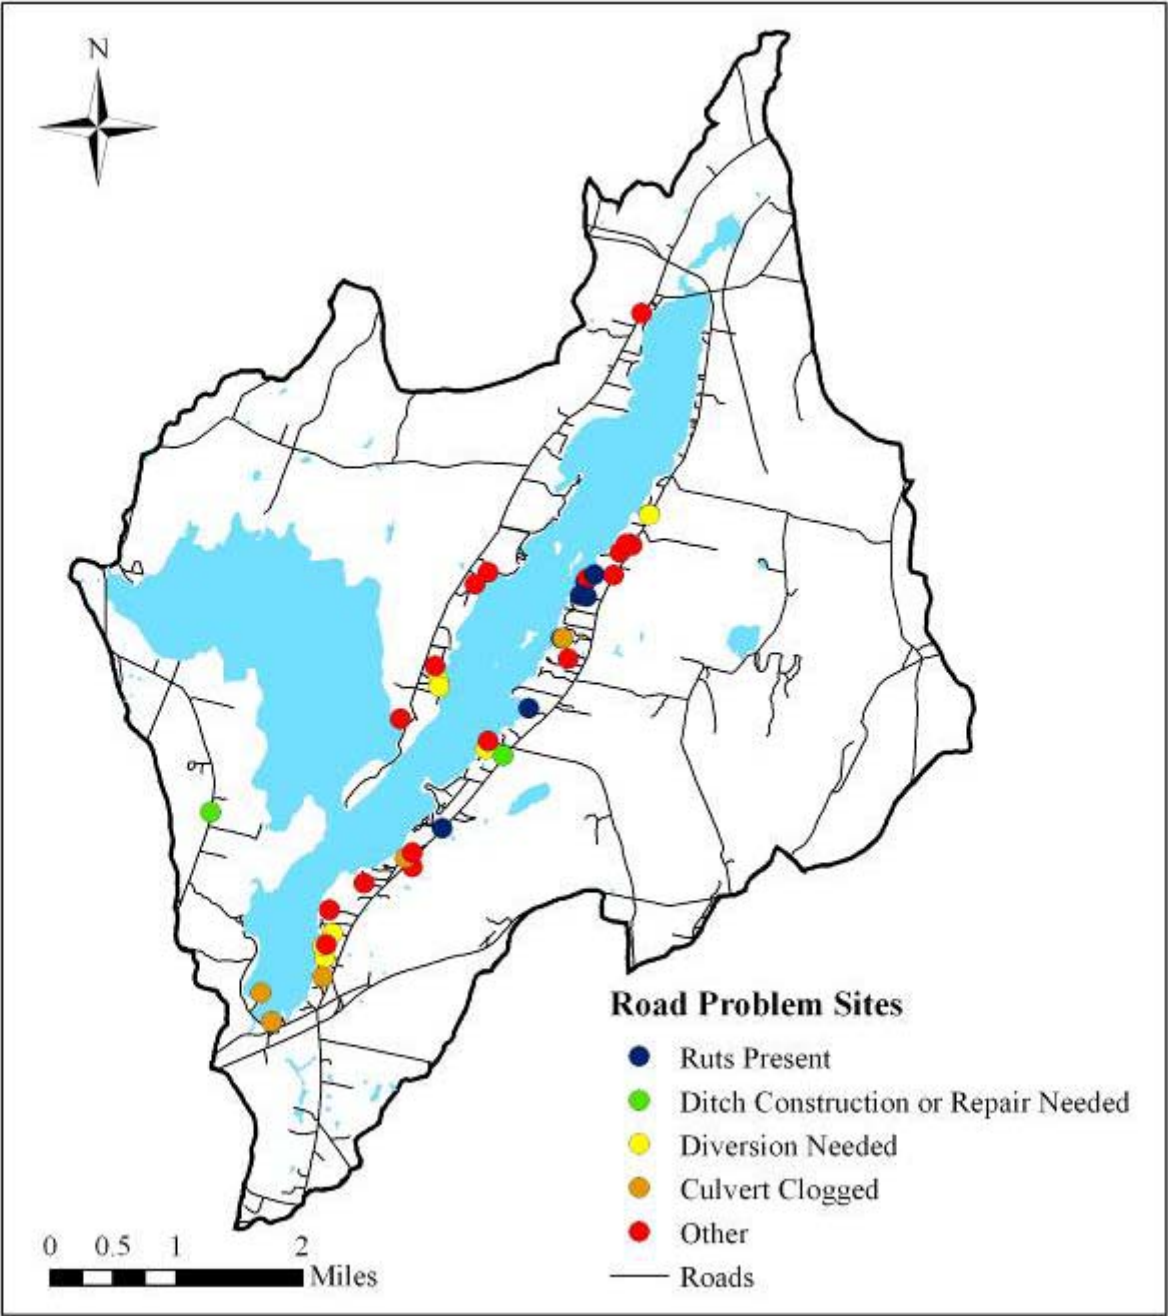 N
Road Problem Sites
Ruts Present
Ditch Construction or Repair Needed
Diversion Needed
Culvert Clogged
Other
Roads
0 0.5 1 2
Miles